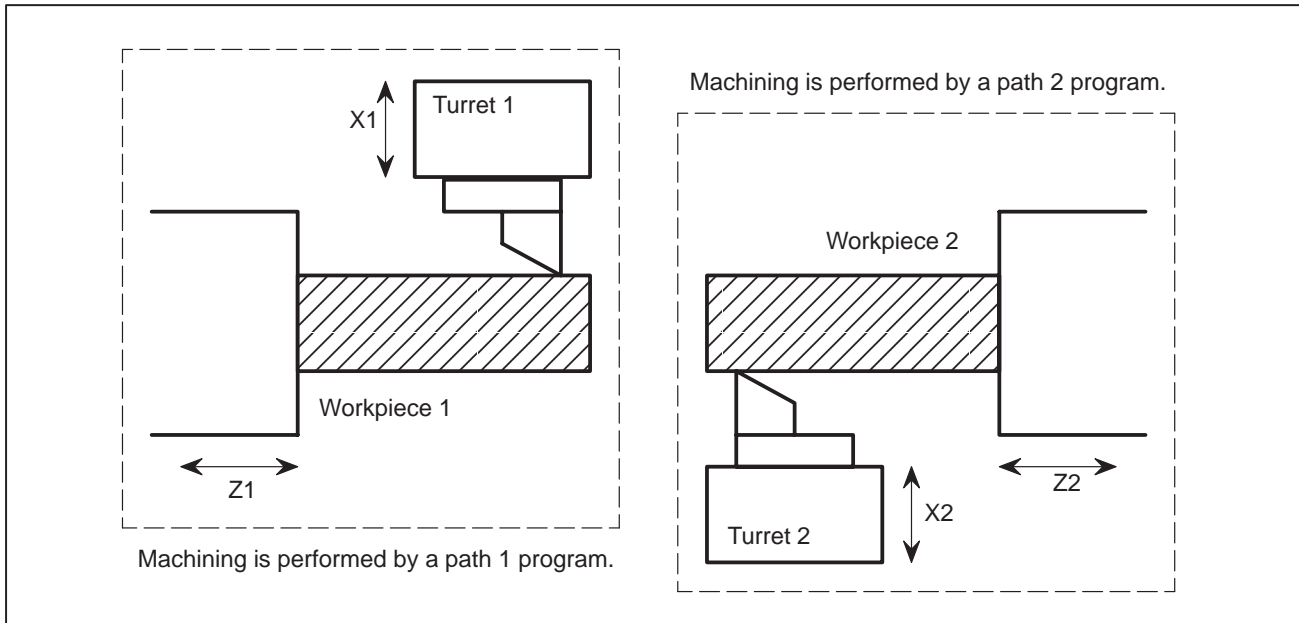 Turret 1
X1
Workpiece 1
Z1
Machining is performed by a path 1 program.
Machining is performed by a path 2 program.
Workpiece 2
Z2
X2
Turret 2